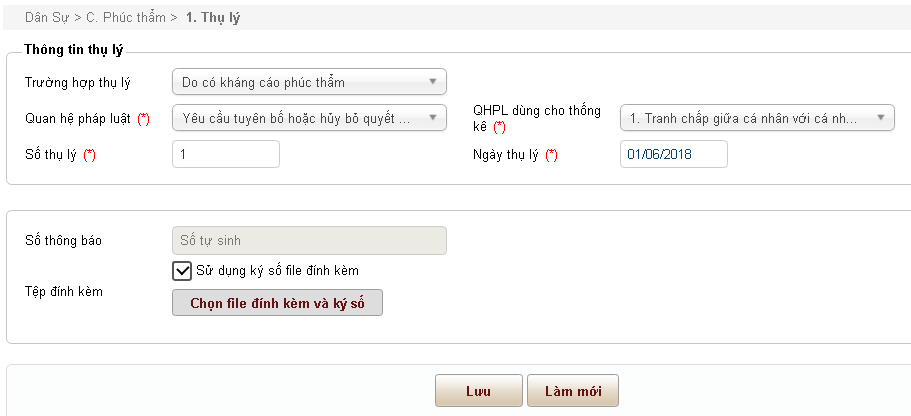 Dân Sự > C. Phúc thẩm > 1. Thụ lý
Thông tin thụ lý
Trường hợp thụ lý Do có kháng cáo phúc thẩm
Quan hệ pháp luật (*) Yêu cầu tuyên bố hoặc hủy bỏ quyết ... QHPL dùng cho thống kê (*) 1. Tranh chấp giữa cá nhân với cá nh...
Số thụ lý (*) 1 Ngày thụ lý (*) 01/06/2018
Số thông báo Số tự sinh
Sử dụng ký số file đính kèm
Tệp đính kèm
Chọn file đính kèm và ký số
Lưu Làm mới